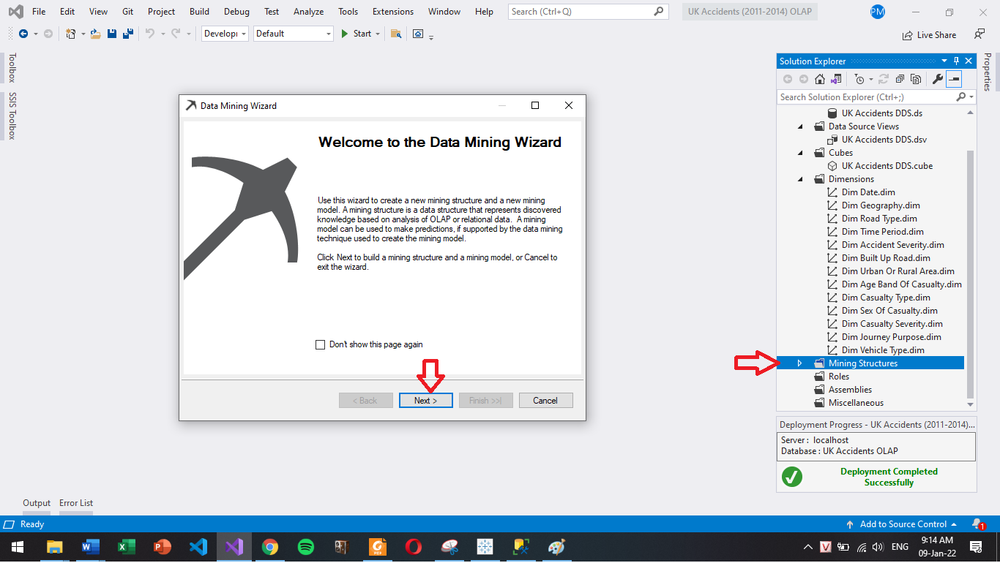 File Edit View Git Project Build Debug Test Analyze Tools Extensions Window Help Search (Ctrl+Q) UK Accidents (2011-2014) OLAP PM
Default Start Live Share
Toolbox
SSIS Toolbox
Data Mining Wizard
Welcome to the Data Mining Wizard
Use this wizard to create a new mining structure and a new mining
model. A mining structure is a data structure that represents discovered
knowledge based on analysis of OLAP or relational data. A mining
model can be used to make predictions, if supported by the data mining
technique used to create the mining model.
Click Next to build a mining structure and a mining model, or Cancel to
exit the wizard.
Don't show this page again
< Back Next > Finish >>| Cancel
Solution Explorer
Search Solution Explorer (Ctrl+;)
UK Accidents DDS.ds
Data Source Views
UK Accidents DDS.dsv
Cubes
UK Accidents DDS.cube
Dimensions
Dim Date.dim
Dim Geography.dim
Dim Road Type.dim
Dim Time Period.dim
Dim Accident Severity.dim
Dim Built Up Road.dim
Dim Urban Or Rural Area.dim
Dim Age Band Of Casualty.dim
Dim Casualty Type.dim
Dim Sex Of Casualty.dim
Dim Casualty Severity.dim
Dim Journey Purpose.dim
Dim Vehicle Type.dim
Mining Structures
Roles
Assemblies
Miscellaneous
Deployment Progress - UK Accidents (2011-2014)...
Server : localhost
Database : UK Accidents OLAP
Deployment Completed
Successfully
Properties
Output Error List
Ready Add to Source Control 1
ENG
9:14 AM
09-Jan-22